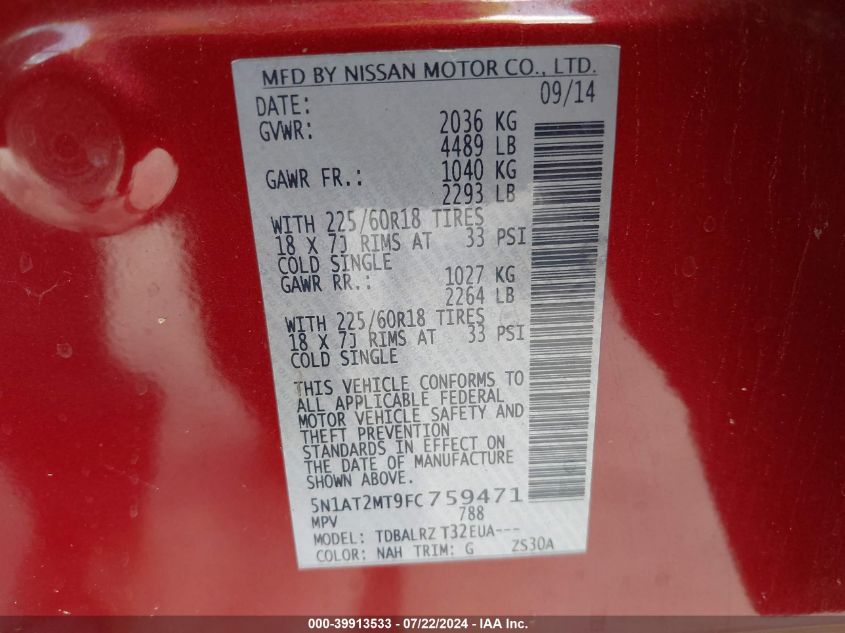 MFD BY NISSAN MOTOR CO., LTD.
DATE: 09/14
GVWR: 2036 KG
4489 LB
GAWR FR.: 1040 KG
2293 LB
WITH 225/60R18 TIRES
18 X 7J RIMS AT 33 PSI
COLD SINGLE
GAWR RR.: 1027 KG
2264 LB
WITH 225/60R18 TIRES
18 X 7J RIMS AT 33 PSI
COLD SINGLE
THIS VEHICLE CONFORMS TO
ALL APPLICABLE FEDERAL
MOTOR VEHICLE SAFETY AND
THEFT PREVENTION
STANDARDS IN EFFECT ON
THE DATE OF MANUFACTURE
SHOWN ABOVE.
5N1AT2MT9FC759471
MPV 788
MODEL: TDBALRZ T32EUA---
COLOR: NAH TRIM: G ZS30A
000-39913533 - 07/22/2024 - IAA Inc.